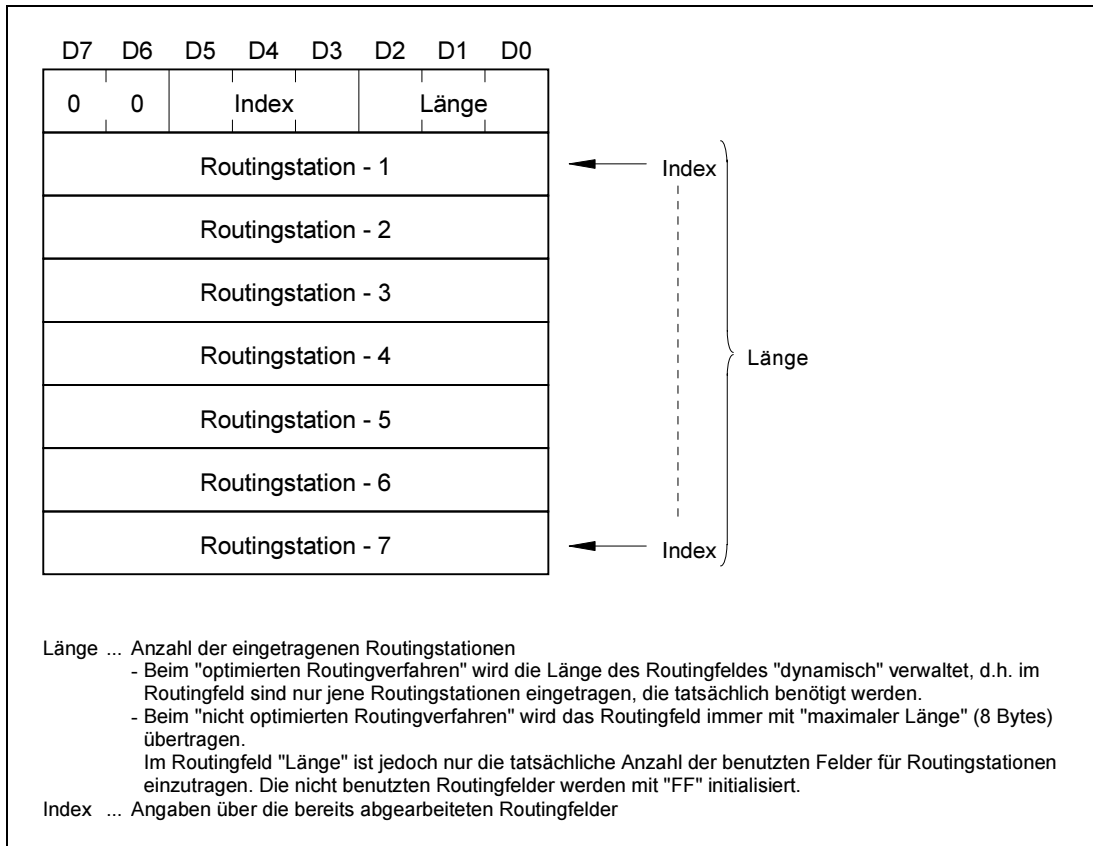 D7 D6 D5 D4 D3 D2 D1 D0
0 0 Index Länge
Routingstation - 1
Index
Routingstation - 2
Routingstation - 3
Routingstation - 4
Länge
Routingstation - 5
Routingstation - 6
Routingstation - 7
Index
Länge ... Anzahl der eingetragenen Routingstationen
- Beim "optimierten Routingverfahren" wird die Länge des Routingfeldes "dynamisch" verwaltet, d.h. im
Routingfeld sind nur jene Routingstationen eingetragen, die tatsächlich benötigt werden.
- Beim "nicht optimierten Routingverfahren" wird das Routingfeld immer mit "maximaler Länge" (8 Bytes)
übertragen.
Im Routingfeld "Länge" ist jedoch nur die tatsächliche Anzahl der benutzten Felder für Routingstationen
einzutragen. Die nicht benutzten Routingfelder werden mit "FF" initialisiert.
Index ... Angaben über die bereits abgearbeiteten Routingfelder